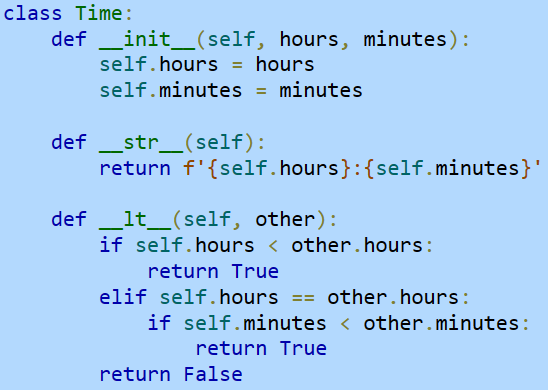 class Time:
    def __init__(self, hours, minutes):
        self.hours = hours
        self.minutes = minutes

    def __str__(self):
        return f'{self.hours}:{self.minutes}'

    def __lt__(self, other):
        if self.hours < other.hours:
            return True
        elif self.hours == other.hours:
            if self.minutes < other.minutes:
                return True
        return False